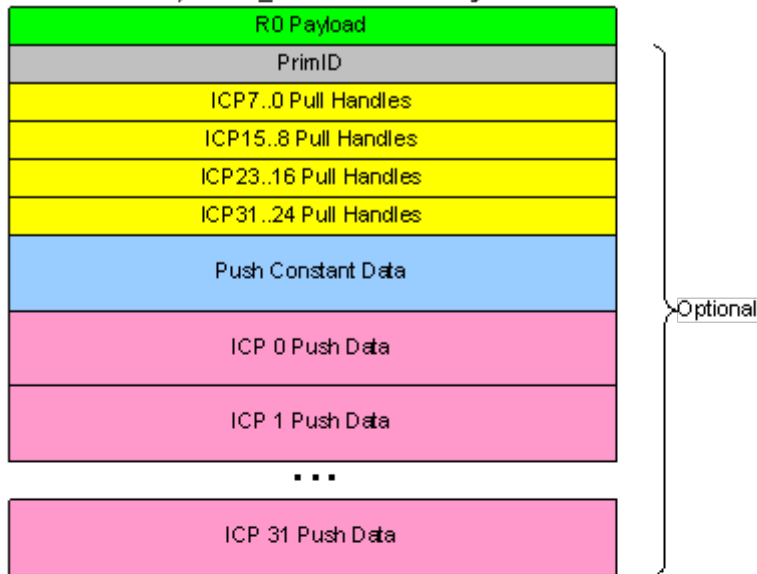 R0 Payload
PrimID
ICP7..0 Pull Handles
ICP15..8 Pull Handles
ICP23..16 Pull Handles
ICP31..24 Pull Handles
Push Constant Data
Optional
ICP 0 Push Data
ICP 1 Push Data
...
ICP 31 Push Data